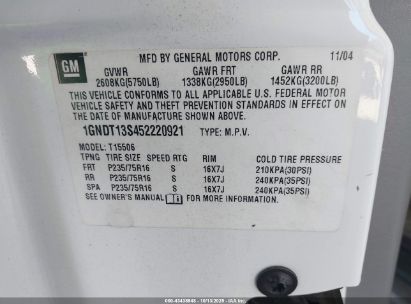 MFD BY GENERAL MOTORS CORP. 11/04
GM
GVWR GAWR FRT GAWR RR
2608KG(5750LB) 1338KG(2950LB) 1452KG(3200LB)
THIS VEHICLE CONFORMS TO ALL APPLICABLE U.S. FEDERAL MOTOR
VEHICLE SAFETY AND THEFT PREVENTION STANDARDS IN EFFECT ON
THE DATE OF MANUFACTURE SHOWN ABOVE.
1GNDT13S452220921 TYPE: M.P.V.
MODEL: T15506
TPNG TIRE SIZE SPEED RTG RIM COLD TIRE PRESSURE
FRT P235/75R16 S 16X7J 210KPA(30PSI)
RR P235/75R16 S 16X7J 240KPA(35PSI)
SPA P235/75R16 S 16X7J 240KPA(35PSI)
SEE OWNER'S MANUAL FOR MORE INFORMATION.